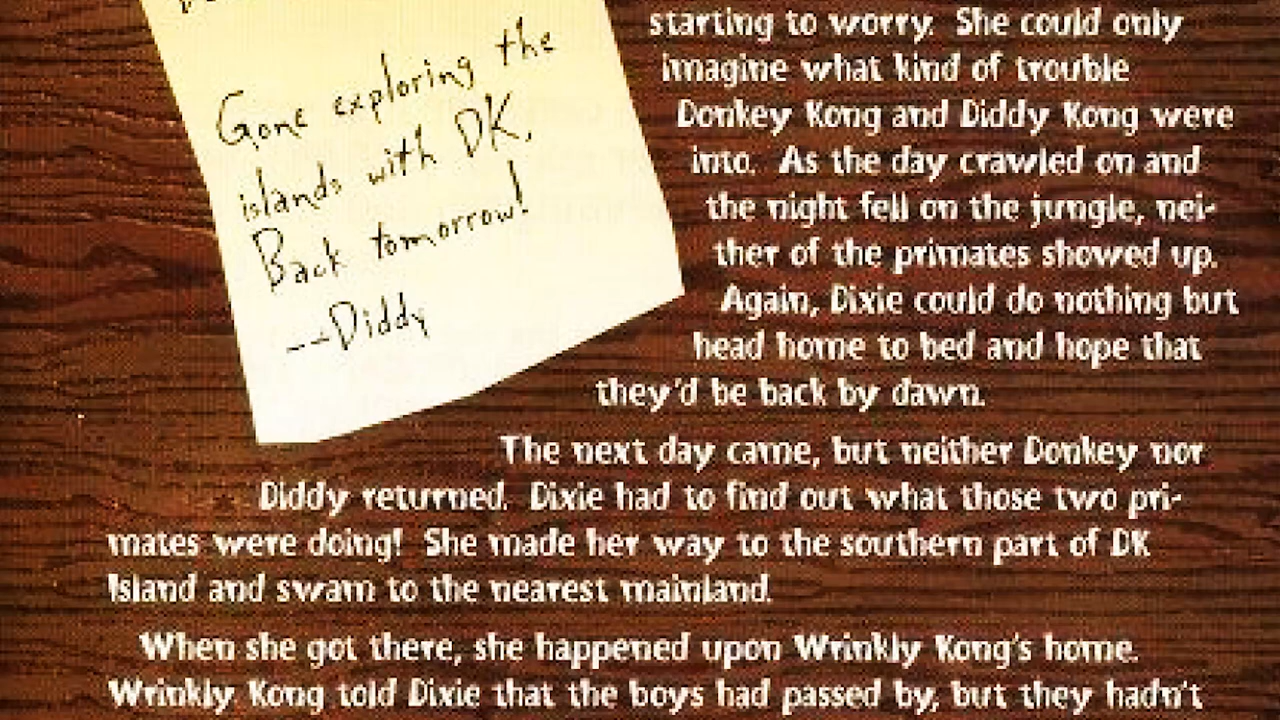 Gone exploring the
islands with DK.
Back tomorrow!
--Diddy
starting to worry. She could only
imagine what kind of trouble
Donkey Kong and Diddy Kong were
into. As the day crawled on and
the night fell on the jungle, nei-
ther of the primates showed up.
Again, Dixie could do nothing but
head home to bed and hope that
they'd be back by dawn.
The next day came, but neither Donkey nor
Diddy returned. Dixie had to find out what those two pri-
mates were doing! She made her way to the southern part of DK
Island and swam to the nearest mainland.
When she got there, she happened upon Wrinkly Kong's home.
Wrinkly Kong told Dixie that the boys had passed by, but they hadn't